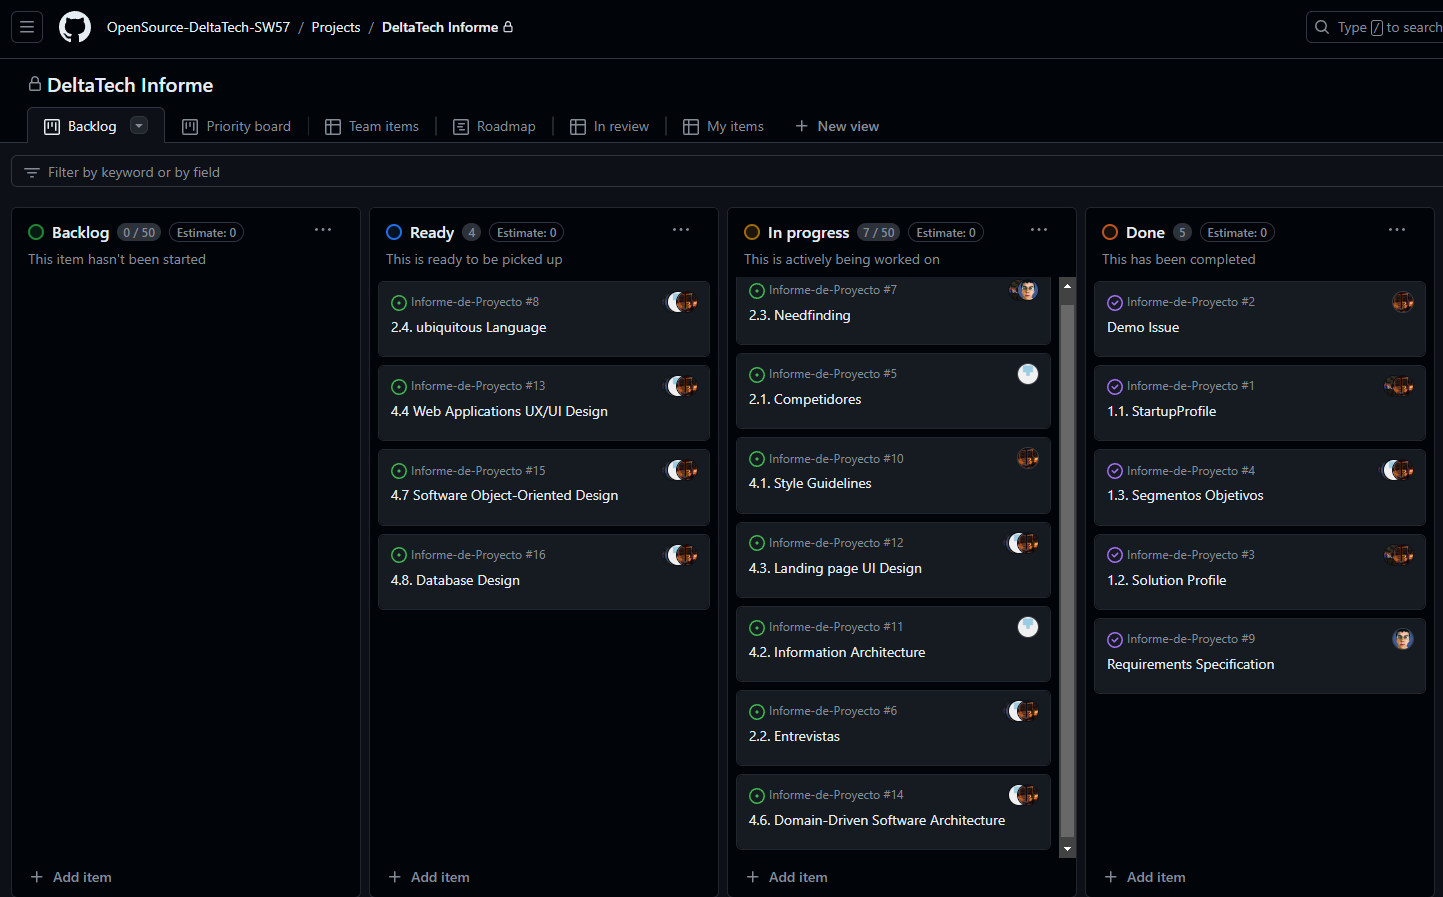 OpenSource-DeltaTech-SW57 / Projects / DeltaTech Informe
Type / to search
DeltaTech Informe
Backlog
Priority board
Team items
Roadmap
In review
My items
New view
Filter by keyword or by field
Backlog 0 / 50 Estimate: 0
This item hasn't been started
Add item
Ready 4 Estimate: 0
This is ready to be picked up
Informe-de-Proyecto #8
2.4. ubiquitous Language
Informe-de-Proyecto #13
4.4 Web Applications UX/UI Design
Informe-de-Proyecto #15
4.7 Software Object-Oriented Design
Informe-de-Proyecto #16
4.8. Database Design
Add item
In progress 7 / 50 Estimate: 0
This is actively being worked on
Informe-de-Proyecto #7
2.3. Needfinding
Informe-de-Proyecto #5
2.1. Competidores
Informe-de-Proyecto #10
4.1. Style Guidelines
Informe-de-Proyecto #12
4.3. Landing page UI Design
Informe-de-Proyecto #11
4.2. Information Architecture
Informe-de-Proyecto #6
2.2. Entrevistas
Informe-de-Proyecto #14
4.6. Domain-Driven Software Architecture
Add item
Done 5 Estimate: 0
This has been completed
Informe-de-Proyecto #2
Demo Issue
Informe-de-Proyecto #1
1.1. StartupProfile
Informe-de-Proyecto #4
1.3. Segmentos Objetivos
Informe-de-Proyecto #3
1.2. Solution Profile
Informe-de-Proyecto #9
Requirements Specification
Add item